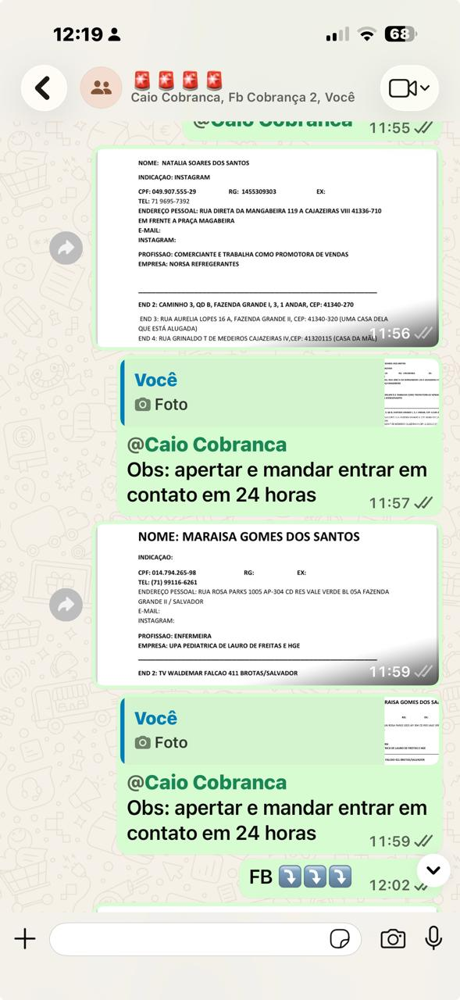 12:19
68
Caio Cobranca, Fb Cobrança 2, Você
@Caio Cobranca
11:55
NOME: NATALIA SOARES DOS SANTOS
INDICAÇAO: INSTAGRAM
CPF: 049.907.555-29 RG: 1455309303 EX:
TEL: 71 9695-7392
ENDEREÇO PESSOAL: RUA DIRETA DA MANGABEIRA 119 A CAJAZEIRAS VIII 41336-710
EM FRENTE A PRAÇA MAGABEIRA
E-MAIL:
INSTAGRAM:
PROFISSAO: COMERCIANTE E TRABALHA COMO PROMOTORA DE VENDAS
EMPRESA: NORSA REFREGERANTES
END 2: CAMINHO 3, QD B, FAZENDA GRANDE I, 3, 1 ANDAR, CEP: 41340-270
END 3: RUA AURELIA LOPES 16 A, FAZENDA GRANDE II, CEP: 41340-320 (UMA CASA DELA
QUE ESTÁ ALUGADA)
END 4: RUA GRINALDO T DE MEDEIROS CAJAZEIRAS IV,CEP: 41320115 (CASA DA MÃE)
11:56
Você
Foto
@Caio Cobranca
Obs: apertar e mandar entrar em
contato em 24 horas
11:57
NOME: MARAISA GOMES DOS SANTOS
INDICAÇAO:
CPF: 014.794.265-98 RG: EX:
TEL: (71) 99116-6261
ENDEREÇO PESSOAL: RUA ROSA PARKS 1005 AP-304 CD RES VALE VERDE BL 05A FAZENDA
GRANDE II / SALVADOR
E-MAIL:
INSTAGRAM:
PROFISSAO: ENFERMEIRA
EMPRESA: UPA PEDIATRICA DE LAURO DE FREITAS E HGE
END 2: TV WALDEMAR FALCAO 411 BROTAS/SALVADOR
11:59
Você
Foto
@Caio Cobranca
Obs: apertar e mandar entrar em
contato em 24 horas
11:59
FB
12:02